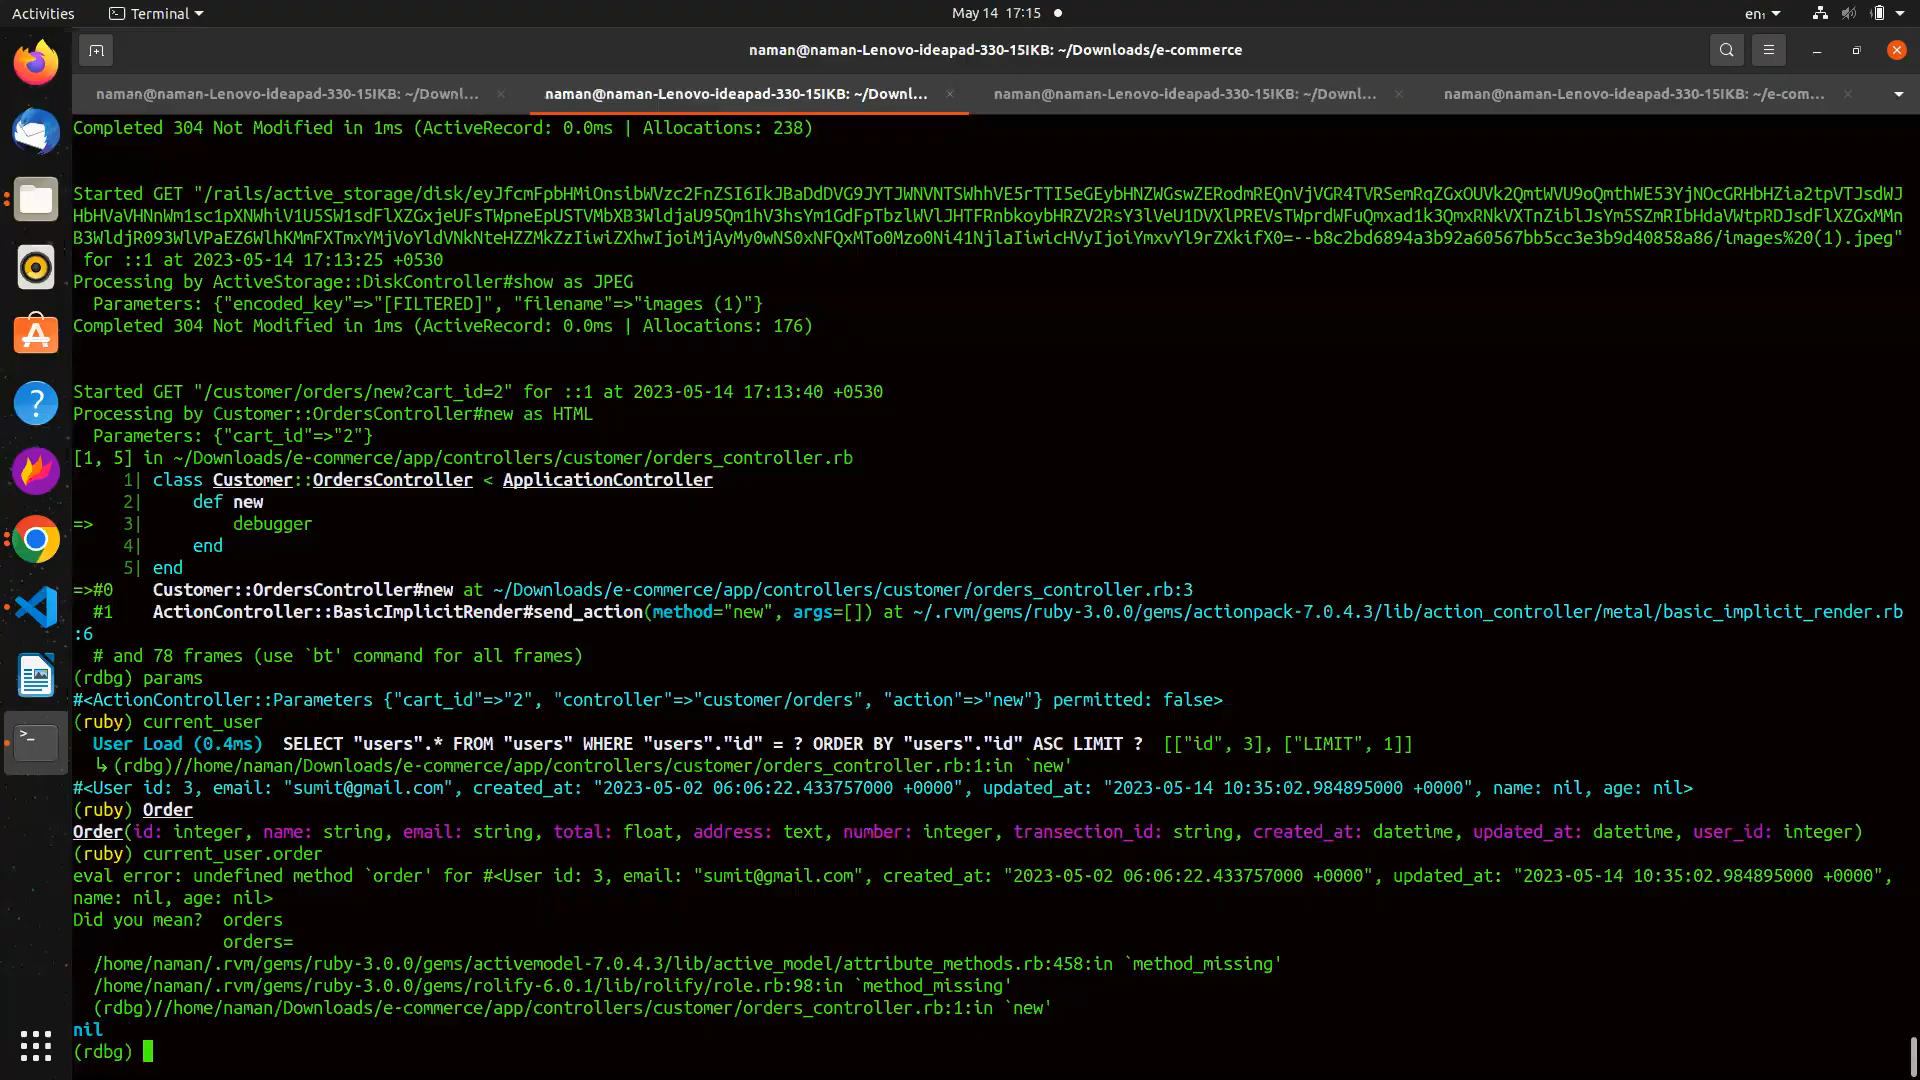 Activities
Terminal
May 14 17:15
en₁
naman@naman-Lenovo-ideapad-330-15IKB: ~/Downloads/e-commerce
naman@naman-Lenovo-ideapad-330-15IKB: ~/Downl...
naman@naman-Lenovo-ideapad-330-15IKB: ~/Downl...
naman@naman-Lenovo-ideapad-330-15IKB: ~/Downl...
naman@naman-Lenovo-ideapad-330-15IKB: ~/e-com...
Completed 304 Not Modified in 1ms (ActiveRecord: 0.0ms | Allocations: 238)
Started GET
for ::1 at 2023-05-14 17:13:25 +0530
Processing by ActiveStorage::DiskController#show as JPEG
Parameters: {"encoded_key"=>"[FILTERED]", "filename"=>"images (1)"}
Completed 304 Not Modified in 1ms (ActiveRecord: 0.0ms | Allocations: 176)
Started GET "/customer/orders/new?cart_id=2" for ::1 at 2023-05-14 17:13:40 +0530
Processing by Customer::OrdersController#new as HTML
Parameters: {"cart_id"=>"2"}
[1, 5] in ~/Downloads/e-commerce/app/controllers/customer/orders_controller.rb
1| class Customer::OrdersController < ApplicationController
2| def new
=> 3| debugger
4| end
5| end
=>#0 Customer::OrdersController#new at ~/Downloads/e-commerce/app/controllers/customer/orders_controller.rb:3
#1 ActionController::BasicImplicitRender#send_action(method="new", args=[]) at ~/.rvm/gems/ruby-3.0.0/gems/actionpack-7.0.4.3/lib/action_controller/metal/basic_implicit_render.rb
:6
# and 78 frames (use `bt' command for all frames)
(rdbg) params
#<ActionController::Parameters {"cart_id"=>"2", "controller"=>"customer/orders", "action"=>"new"} permitted: false>
(ruby) current_user
User Load (0.4ms) SELECT "users".* FROM "users" WHERE "users"."id" = ? ORDER BY "users"."id" ASC LIMIT ? [["id", 3], ["LIMIT", 1]]
↳ (rdbg)//home/naman/Downloads/e-commerce/app/controllers/customer/orders_controller.rb:1:in `new'
#<User id: 3, email: "sumit@gmail.com", created_at: "2023-05-02 06:06:22.433757000 +0000", updated_at: "2023-05-14 10:35:02.984895000 +0000", name: nil, age: nil>
(ruby) Order
Order(id: integer, name: string, email: string, total: float, address: text, number: integer, transection_id: string, created_at: datetime, updated_at: datetime, user_id: integer)
(ruby) current_user.order
eval error: undefined method `order' for #<User id: 3, email: "sumit@gmail.com", created_at: "2023-05-02 06:06:22.433757000 +0000", updated_at: "2023-05-14 10:35:02.984895000 +0000",
name: nil, age: nil>
Did you mean? orders
orders=
/home/naman/.rvm/gems/ruby-3.0.0/gems/activemodel-7.0.4.3/lib/active_model/attribute_methods.rb:458:in `method_missing'
/home/naman/.rvm/gems/ruby-3.0.0/gems/rolify-6.0.1/lib/rolify/role.rb:98:in `method_missing'
(rdbg)//home/naman/Downloads/e-commerce/app/controllers/customer/orders_controller.rb:1:in `new'
nil
(rdbg)